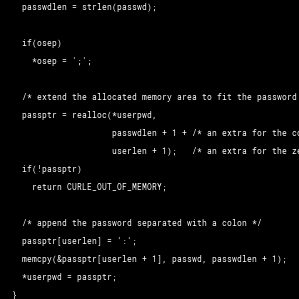 passwdlen = strlen(passwd);
if(osep)
*osep = ';';
/* extend the allocated memory area to fit the password
passptr = realloc(*userpwd,
passwdlen + 1 + /* an extra for the
userlen + 1);   /* an extra for the
if(!passptr)
return CURLE_OUT_OF_MEMORY;
/* append the password separated with a colon */
passptr[userlen] = ':';
memcpy(&passptr[userlen + 1], passwd, passwdlen + 1);
*userpwd = passptr;
}